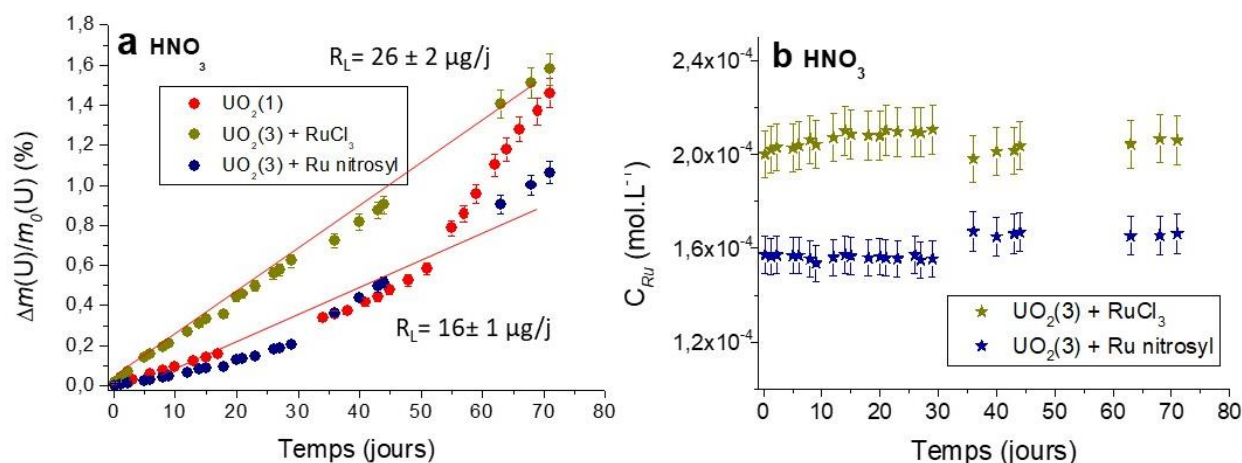 a HNO3
Δm(U)/m0(U) (%)
1,8
1,6
1,4
1,2
1,0
0,8
0,6
0,4
0,2
0,0
RL= 26 ± 2 µg/j
UO2(1)
UO2(3) + RuCl3
UO2(3) + Ru nitrosyl
RL= 16± 1 µg/j
0 10 20 30 40 50 60 70 80
Temps (jours)
b HNO3
CRu (mol.L-1)
2,4x10-4
2,0x10-4
1,6x10-4
1,2x10-4
UO2(3) + RuCl3
UO2(3) + Ru nitrosyl
0 10 20 30 40 50 60 70 80
Temps (jours)